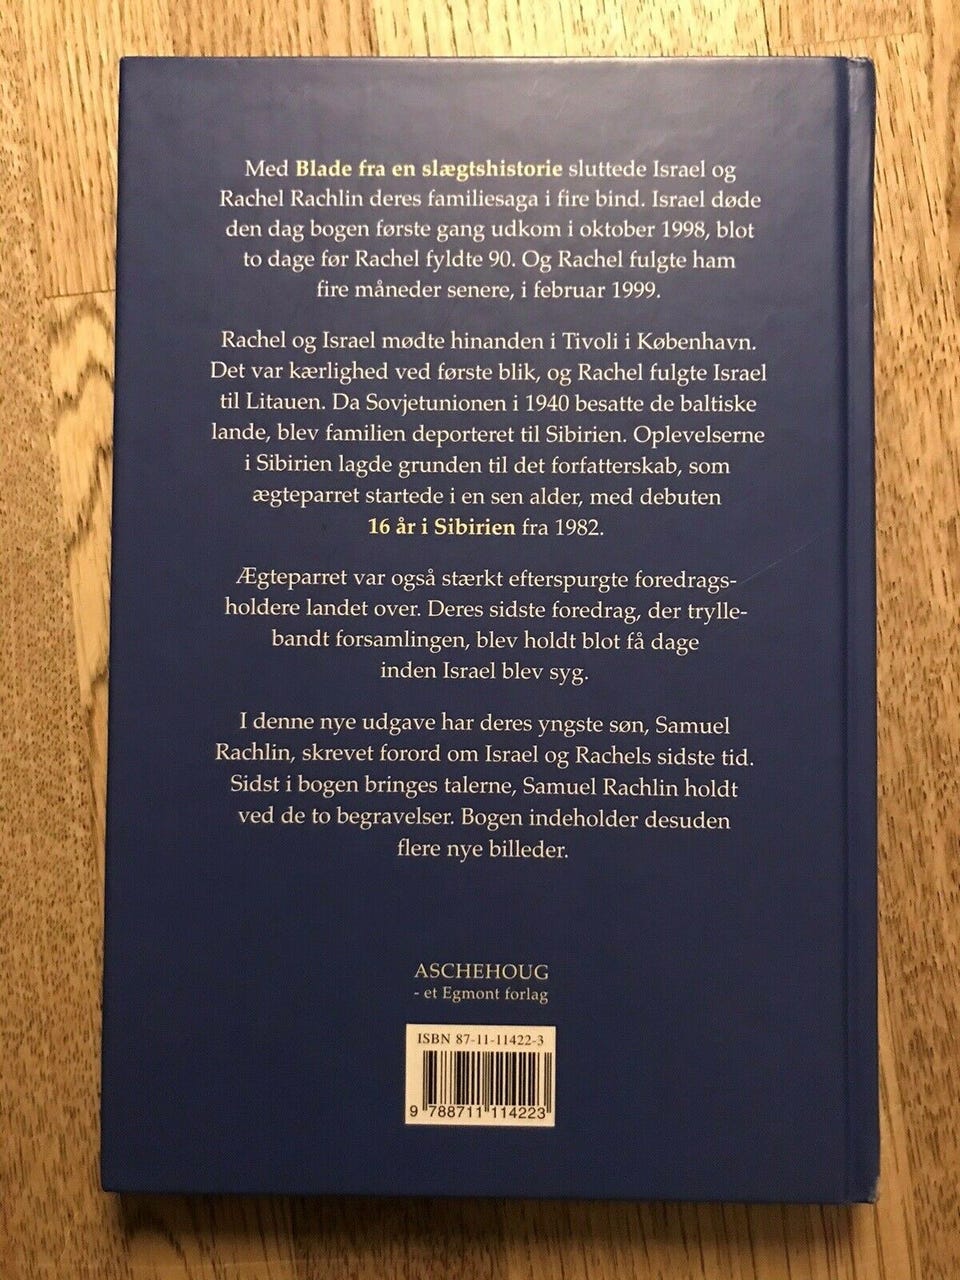 Med Blade fra en slægtshistorie sluttede Israel og
Rachel Rachlin deres familiesaga i fire bind. Israel døde
den dag bogen første gang udkom i oktober 1998, blot
to dage før Rachel fyldte 90. Og Rachel fulgte ham
fire måneder senere, i februar 1999.
Rachel og Israel mødte hinanden i Tivoli i København.
Det var kærlighed ved første blik, og Rachel fulgte Israel
til Litauen. Da Sovjetunionen i 1940 besatte de baltiske
lande, blev familien deporteret til Sibirien. Oplevelserne
i Sibirien lagde grunden til det forfatterskab, som
ægteparret startede i en sen alder, med debuten
16 år i Sibirien fra 1982.
Ægteparret var også stærkt efterspurgte foredrags-
holdere landet over. Deres sidste foredrag, der trylle-
bandt forsamlingen, blev holdt blot få dage
inden Israel blev syg.
I denne nye udgave har deres yngste søn, Samuel
Rachlin, skrevet forord om Israel og Rachels sidste tid.
Sidst i bogen bringes talerne, Samuel Rachlin holdt
ved de to begravelser. Bogen indeholder desuden
flere nye billeder.
ASCHEHOUG
- et Egmont forlag
ISBN 87-11-11422-3
9 788711 114223